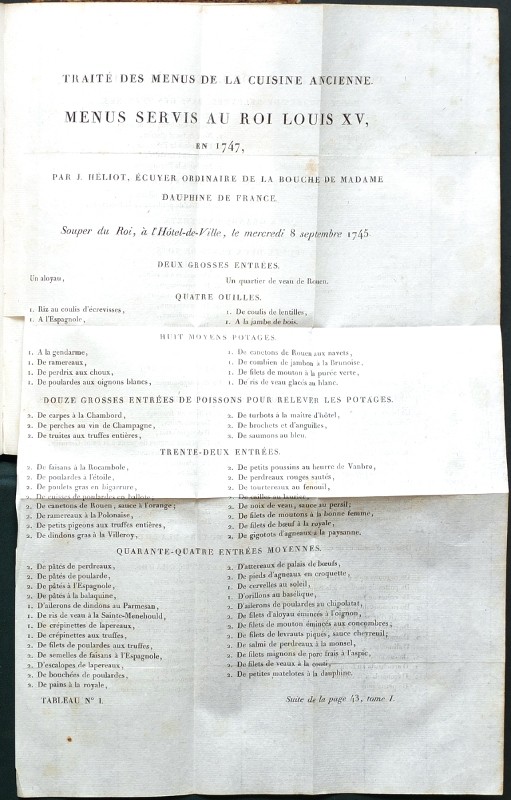 TRAITÉ DES MENUS DE LA CUISINE ANCIENNE.
MENUS SERVIS AU ROI LOUIS XV,
EN 1747,
PAR J. HÉLIOT, ÉCUYER ORDINAIRE DE LA BOUCHE DE MADAME
DAUPHINE DE FRANCE.
Souper du Roi, à l'Hôtel-de-Ville, le mercredi 8 septembre 1745
DEUX GROSSES ENTRÉES.
Un aloyau,
Un quartier de veau de Rouen.
QUATRE OUILLES.
1. Riz au coulis d'écrevisses,
1. A l'Espagnole,
1. De coulis de lentilles,
1. A la jambe de bois.
HUIT MOYENS POTAGES.
1. A la gendarme,
1. De ramereaux,
1. De perdrix aux choux,
1. De poulardes aux oignons blancs,
1. De canetons de Rouen aux navets,
1. De combien de jambon à la Brunoise,
1. De filets de mouton à la purée verte,
1. De ris de veau glacés au blanc.
DOUZE GROSSES ENTRÉES DE POISSONS POUR RELEVER LES POTAGES.
2. De carpes à la Chambord,
2. De perches au vin de Champagne,
2. De truites aux truffes entières,
2. De turbots à la maître d'hôtel,
2. De brochets et d'anguilles,
2. De saumons au bleu.
TRENTE-DEUX ENTRÉES.
2. De faisans à la Rocambole,
2. De poulardes à l'étoile,
2. De poulets gras en bigarrure,
2. De cuisses de poulardes en ballons,
2. De canetons de Rouen, sauce à l'orange;
2. De ramereaux à la Polonaise,
2. De petits pigeons aux truffes entières,
2. De dindons gras à la Villeroy,
2. De petits poussins au beurre de Vanbra,
2. De perdreaux rouges sautés,
2. De tourtereaux au fenouil,
2. De cailles au laurier,
2. De noix de veau, sauce au persil;
2. De filets de moutons à la bonne femme,
2. De filets de bœuf à la royale,
2. De gigotots d'agneaux à la paysanne.
QUARANTE-QUATRE ENTRÉES MOYENNES.
2. De pâtés de perdreaux,
2. De pâtés de poularde,
2. De pâtés à l'Espagnole,
2. De pâtés à la balaquine,
1. D'ailerons de dindons au Parmesan,
1. De ris de veau à la Sainte-Menehould,
2. De crépinettes de lapereaux,
1. De crépinettes aux truffes,
2. De filets de poulardes aux truffes,
2. De semelles de faisans à l'Espagnole,
2. D'escalopes de lapereaux,
2. De bouchées de poulardes,
2. De pains à la royale,
2. D'attereaux de palais de bœufs,
2. De pieds d'agneaux en croquette,
1. De cervelles au soleil,
1. D'orillons au basilique,
2. D'ailerons de poulardes au chipolatat,
2. De filets d'aloyau émincés à l'oignon,
2. De filets de mouton émincés aux concombres,
2. De filets de levrauts piqués, sauce chevreuil;
2. De salmi de perdreaux à la monsel,
2. De filets mignons de porc frais à l'aspic,
2. De filets de veaux à la
2. De petites matelotes à la dauphine.
TABLEAU N° I.
Suite de la page 43, tome I.